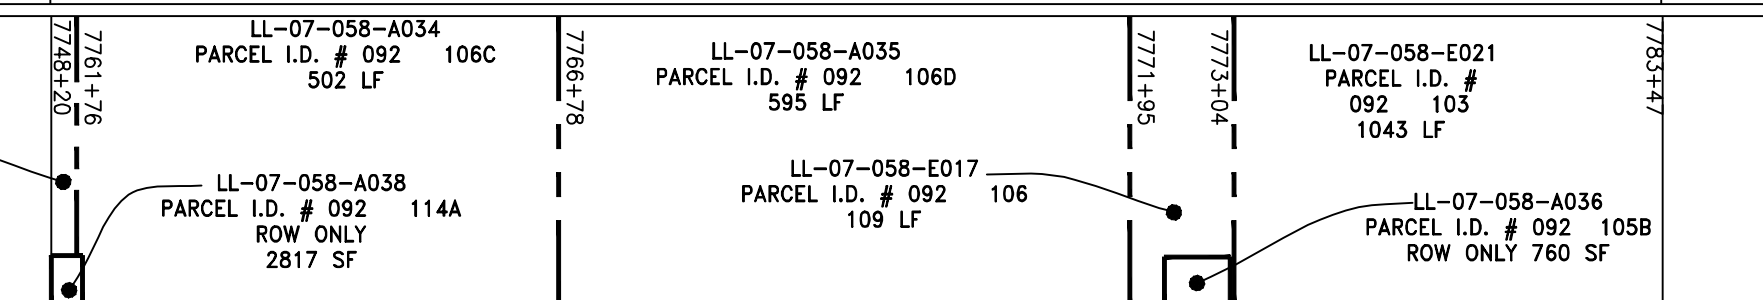 7748+20
7761+76
LL-07-058-A034
PARCEL I.D. # 092 106C
502 LF
7766+78
LL-07-058-A035
PARCEL I.D. # 092 106D
595 LF
7771+95
7773+04
LL-07-058-E021
PARCEL I.D. #
092 103
1043 LF
7783+47
LL-07-058-A038
PARCEL I.D. # 092 114A
ROW ONLY
2817 SF
LL-07-058-E017
PARCEL I.D. # 092 106
109 LF
LL-07-058-A036
PARCEL I.D. # 092 105B
ROW ONLY 760 SF